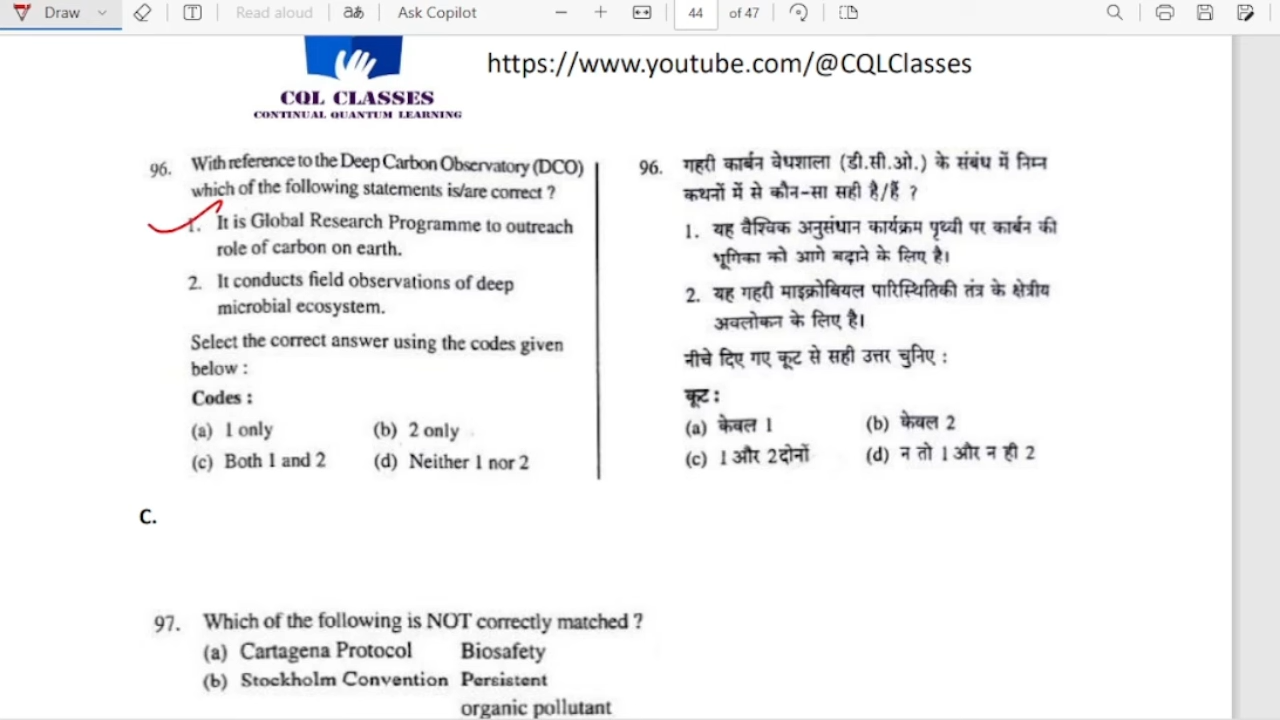 Draw
Read aloud
aあ
Ask Copilot
44
of 47
CQL CLASSES
CONTINUAL QUANTUM LEARNING
https://www.youtube.com/@CQLClasses
96. With reference to the Deep Carbon Observatory (DCO)
which of the following statements is/are correct ?
1. It is Global Research Programme to outreach
role of carbon on earth.
2. It conducts field observations of deep
microbial ecosystem.
Select the correct answer using the codes given
below :
Codes :
(a) 1 only (b) 2 only
(c) Both 1 and 2 (d) Neither 1 nor 2
96. गहरी कार्बन वेधशाला (डी.सी.ओ.) के संबंध में निम्न
कथनों में से कौन-सा सही है/हैं ?
1. यह वैश्विक अनुसंधान कार्यक्रम पृथ्वी पर कार्बन की
भूमिका को आगे बढ़ाने के लिए है।
2. यह गहरी माइक्रोबियल पारिस्थितिकी तंत्र के क्षेत्रीय
अवलोकन के लिए है।
नीचे दिए गए कूट से सही उत्तर चुनिए :
कूट :
(a) केवल 1 (b) केवल 2
(c) 1 और 2 दोनों (d) न तो 1 और न ही 2
C.
97. Which of the following is NOT correctly matched ?
(a) Cartagena Protocol Biosafety
(b) Stockholm Convention Persistent
organic pollutant